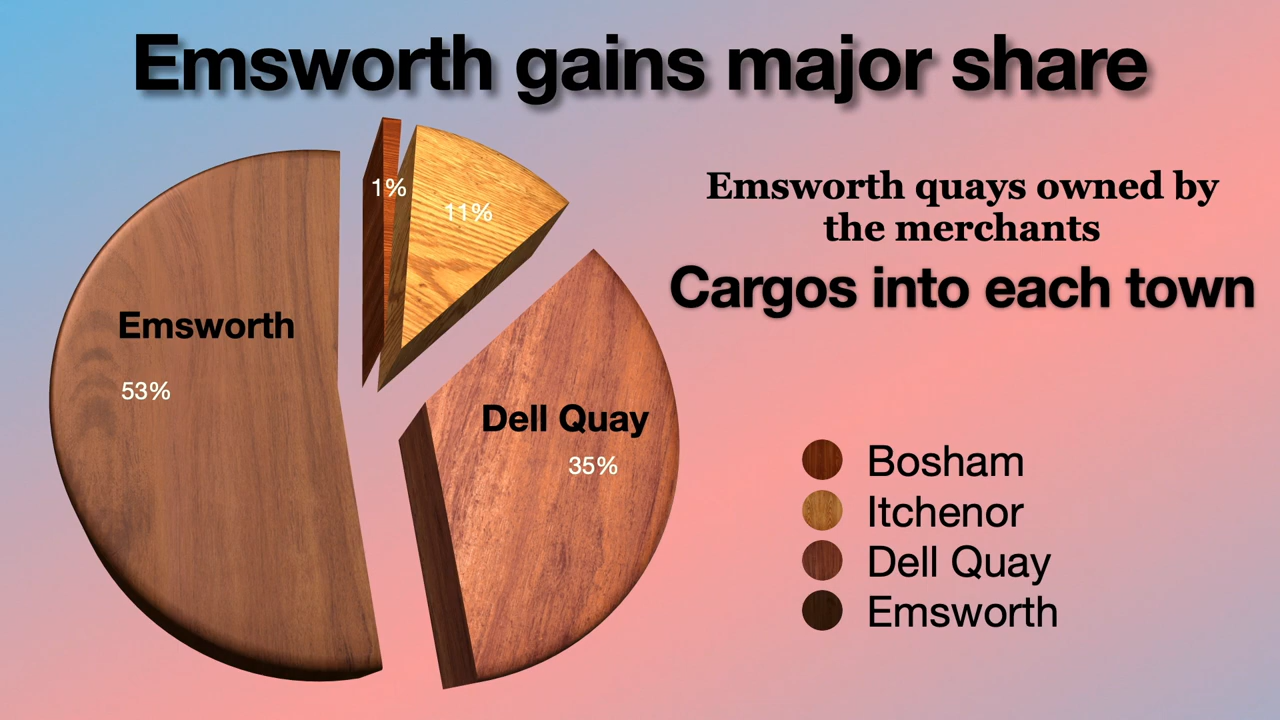 Emsworth gains major share
Emsworth quays owned by
the merchants
Cargos into each town
1%
11%
Emsworth
53%
Dell Quay
35%
Bosham
Itchenor
Dell Quay
Emsworth